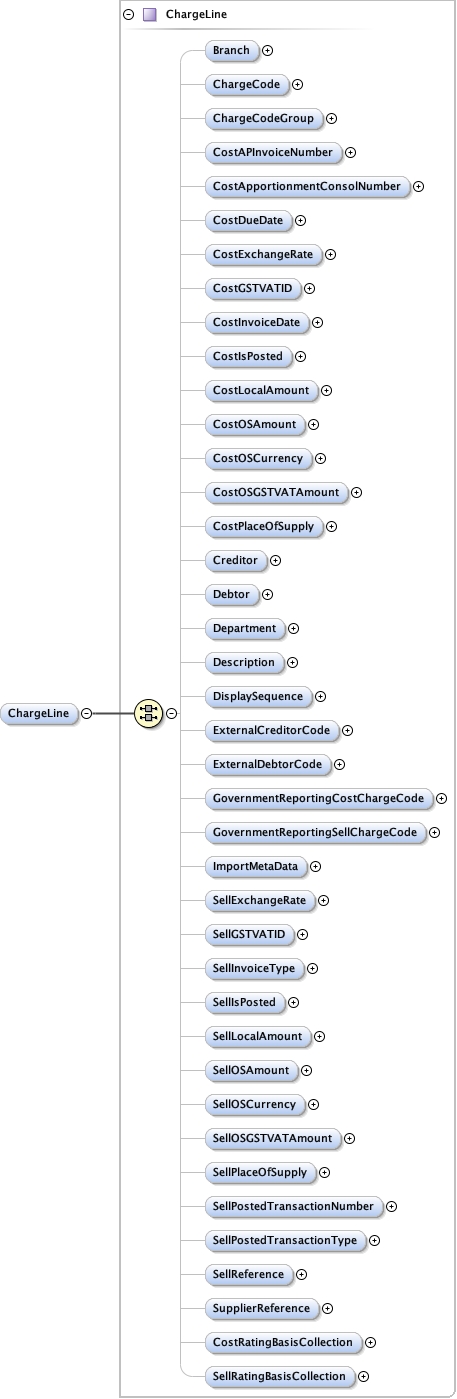 ChargeLine
Branch
ChargeCode
ChargeCodeGroup
CostAPInvoiceNumber
CostApportionmentConsolNumber
CostDueDate
CostExchangeRate
CostGSTVATID
CostInvoiceDate
CostIsPosted
CostLocalAmount
CostOSAmount
CostOSCurrency
CostOSGSTVATAmount
CostPlaceOfSupply
Creditor
Debtor
Department
Description
DisplaySequence
ChargeLine
ExternalCreditorCode
ExternalDebtorCode
GovernmentReportingCostChargeCode
GovernmentReportingSellChargeCode
ImportMetaData
SellExchangeRate
SellGSTVATID
SellInvoiceType
SellIsPosted
SellLocalAmount
SellOSAmount
SellOSCurrency
SellOSGSTVATAmount
SellPlaceOfSupply
SellPostedTransactionNumber
SellPostedTransactionType
SellReference
SupplierReference
CostRatingBasisCollection
SellRatingBasisCollection